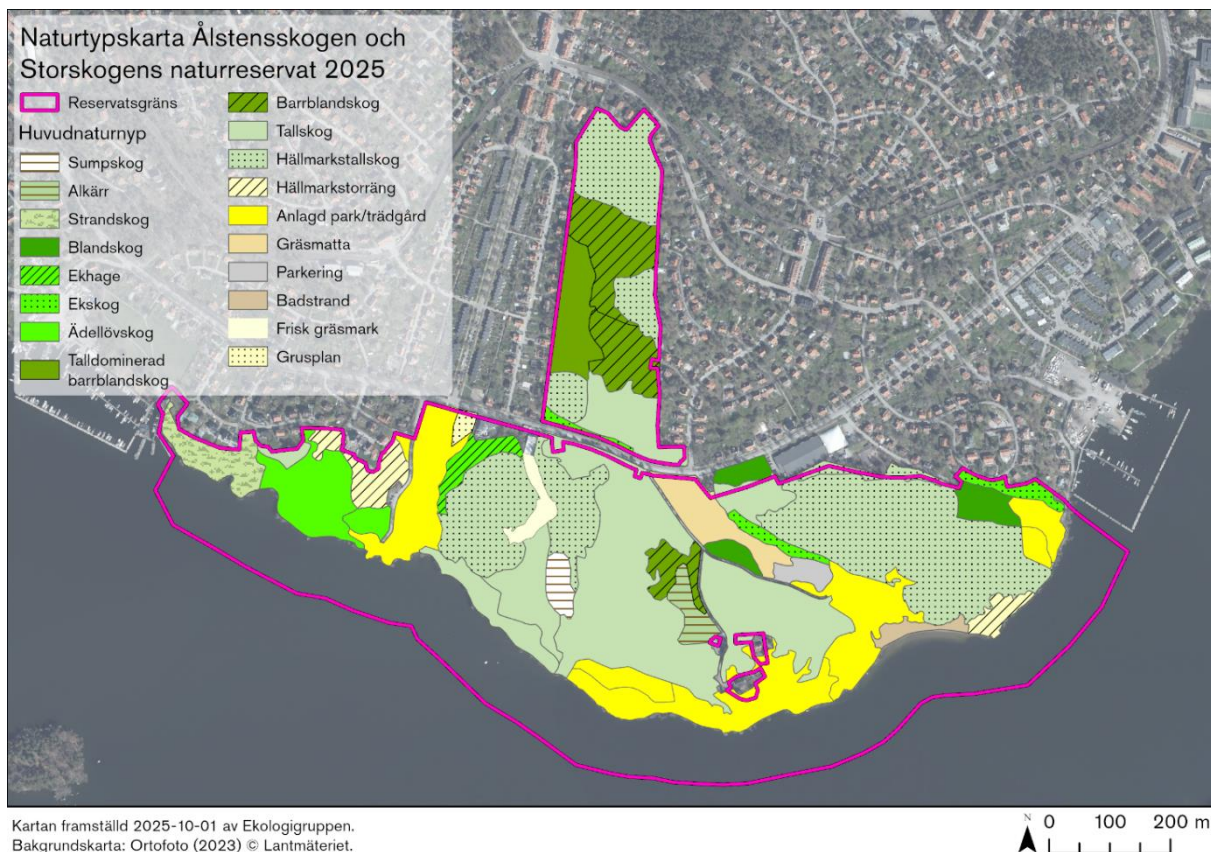 Naturtypskarta Ålstensskogen och
Storskogens naturreservat 2025
Reservatsgräns
Huvudnaturnyp
Sumpskog
Alkärr
Strandskog
Blandskog
Ekhage
Ekskog
Ädellövskog
Talldominerad
barrblandskog
Barrblandskog
Tallskog
Hällmarkstallskog
Hällmarkstorräng
Anlagd park/trädgård
Gräsmatta
Parkering
Badstrand
Frisk gräsmark
Grusplan
Kartan framställd 2025-10-01 av Ekologigruppen.
Bakgrundskarta: Ortofoto (2023) © Lantmäteriet.
N
0 100 200 m